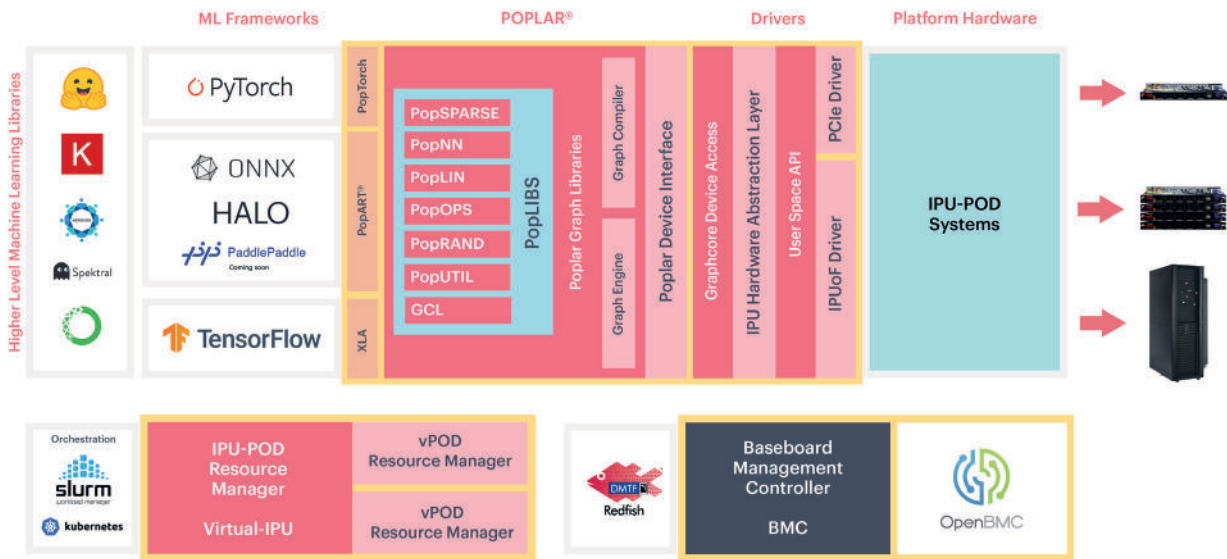 ML Frameworks
POPLAR®
Drivers
Platform Hardware
Higher Level Machine Learning Libraries
K
Spektral
PyTorch
ONNX
HALO
PaddlePaddle
Coming soon
TensorFlow
PopTorch
PopART®
XLA
PopSPARSE
PopNN
PopLIN
PopOPS
PopRAND
PopUTIL
GCL
PopLIBS
Poplar Graph Libraries
Graph Compiler
Graph Engine
Poplar Device Interface
Graphcore Device Access
IPU Hardware Abstraction Layer
User Space API
PCIe Driver
IPUoF Driver
IPU-POD
Systems
Orchestration
slurm
workload manager
kubernetes
IPU-POD
Resource
Manager
Virtual-IPU
vPOD
Resource Manager
vPOD
Resource Manager
DMTF
Redfish
Baseboard
Management
Controller
BMC
OpenBMC